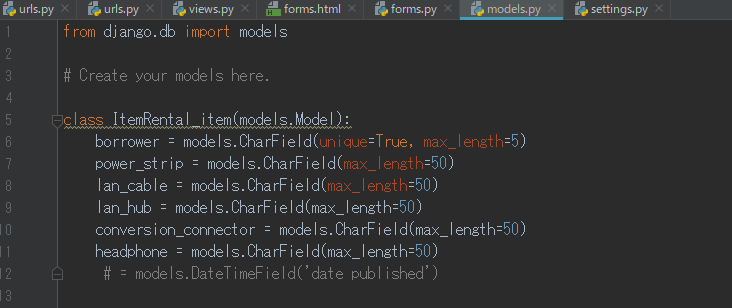 urls.py urls.py views.py forms.html forms.py models.py settings.py
1 from django.db import models
2
3 # Create your models here.
4
5 class ItemRental_item(models.Model):
6 borrower = models.CharField(unique=True, max_length=5)
7 power_strip = models.CharField(max_length=50)
8 lan_cable = models.CharField(max_length=50)
9 lan_hub = models.CharField(max_length=50)
10 conversion_connector = models.CharField(max_length=50)
11 headphone = models.CharField(max_length=50)
12 # = models.DateTimeField('date published')
13